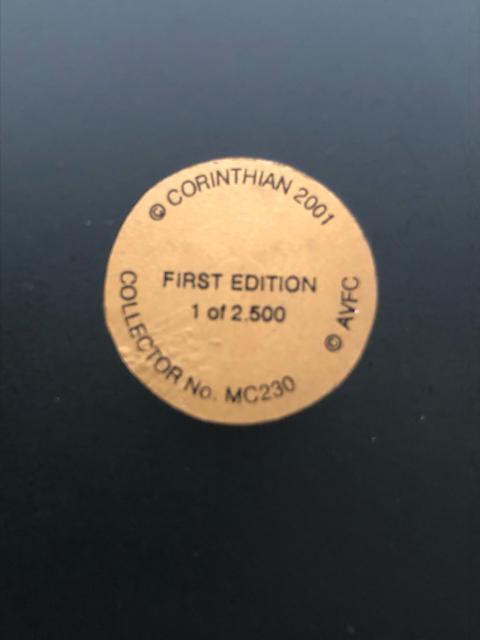 © CORINTHIAN 2001
FIRST EDITION
1 of 2.500
© AVFC
COLLECTOR No. MC230